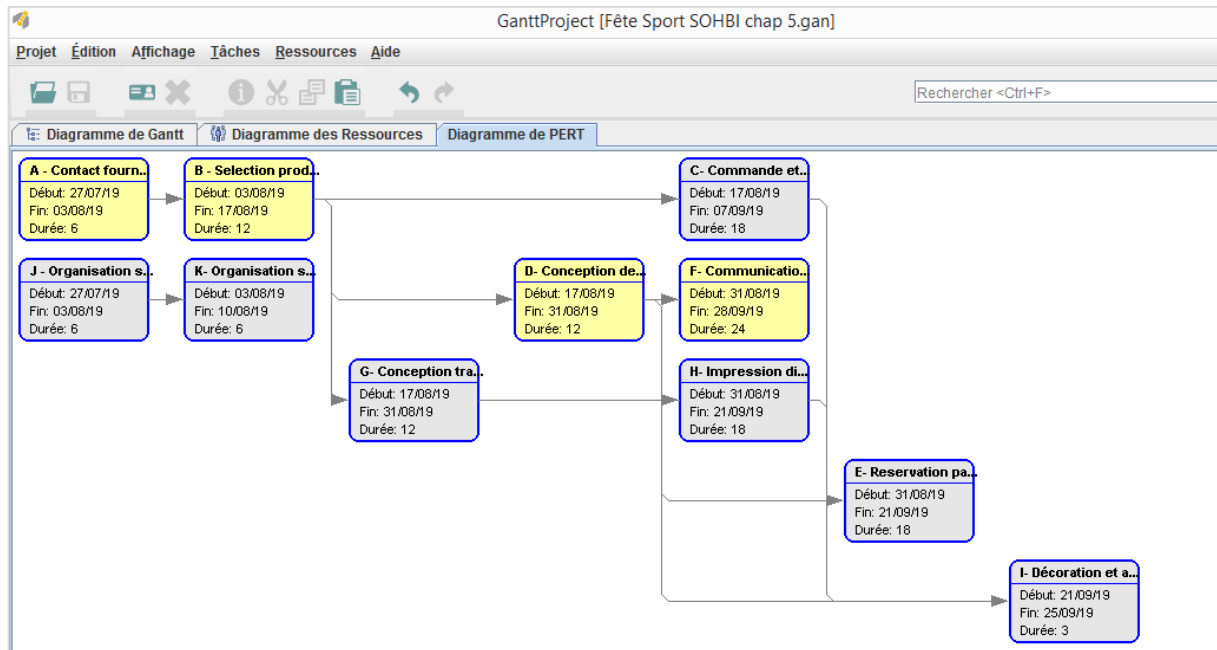 GanttProject [Fête Sport SOHBI chap 5.gan]
Projet Édition Affichage Tâches Ressources Aide
Rechercher <Ctrl+F>
Diagramme de Gantt Diagramme des Ressources Diagramme de PERT
A - Contact fourn...
Début: 27/07/19
Fin: 03/08/19
Durée: 6
B - Selection prod...
Début: 03/08/19
Fin: 17/08/19
Durée: 12
C- Commande et...
Début: 17/08/19
Fin: 07/09/19
Durée: 18
J - Organisation s...
Début: 27/07/19
Fin: 03/08/19
Durée: 6
K- Organisation s...
Début: 03/08/19
Fin: 10/08/19
Durée: 6
D- Conception de...
Début: 17/08/19
Fin: 31/08/19
Durée: 12
F- Communicatio...
Début: 31/08/19
Fin: 28/09/19
Durée: 24
G- Conception tra...
Début: 17/08/19
Fin: 31/08/19
Durée: 12
H- Impression di...
Début: 31/08/19
Fin: 21/09/19
Durée: 18
E- Reservation pa...
Début: 31/08/19
Fin: 21/09/19
Durée: 18
I- Décoration et a...
Début: 21/09/19
Fin: 25/09/19
Durée: 3